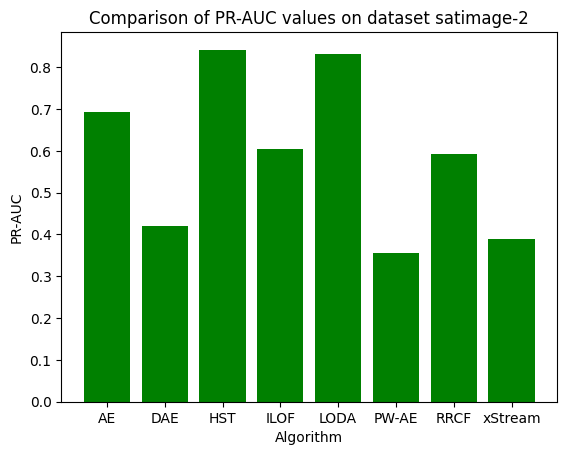 Comparison of PR-AUC values on dataset satimage-2
PR-AUC
0.8
0.7
0.6
0.5
0.4
0.3
0.2
0.1
0.0
AE DAE HST ILOF LODA PW-AE RRCF xStream
Algorithm